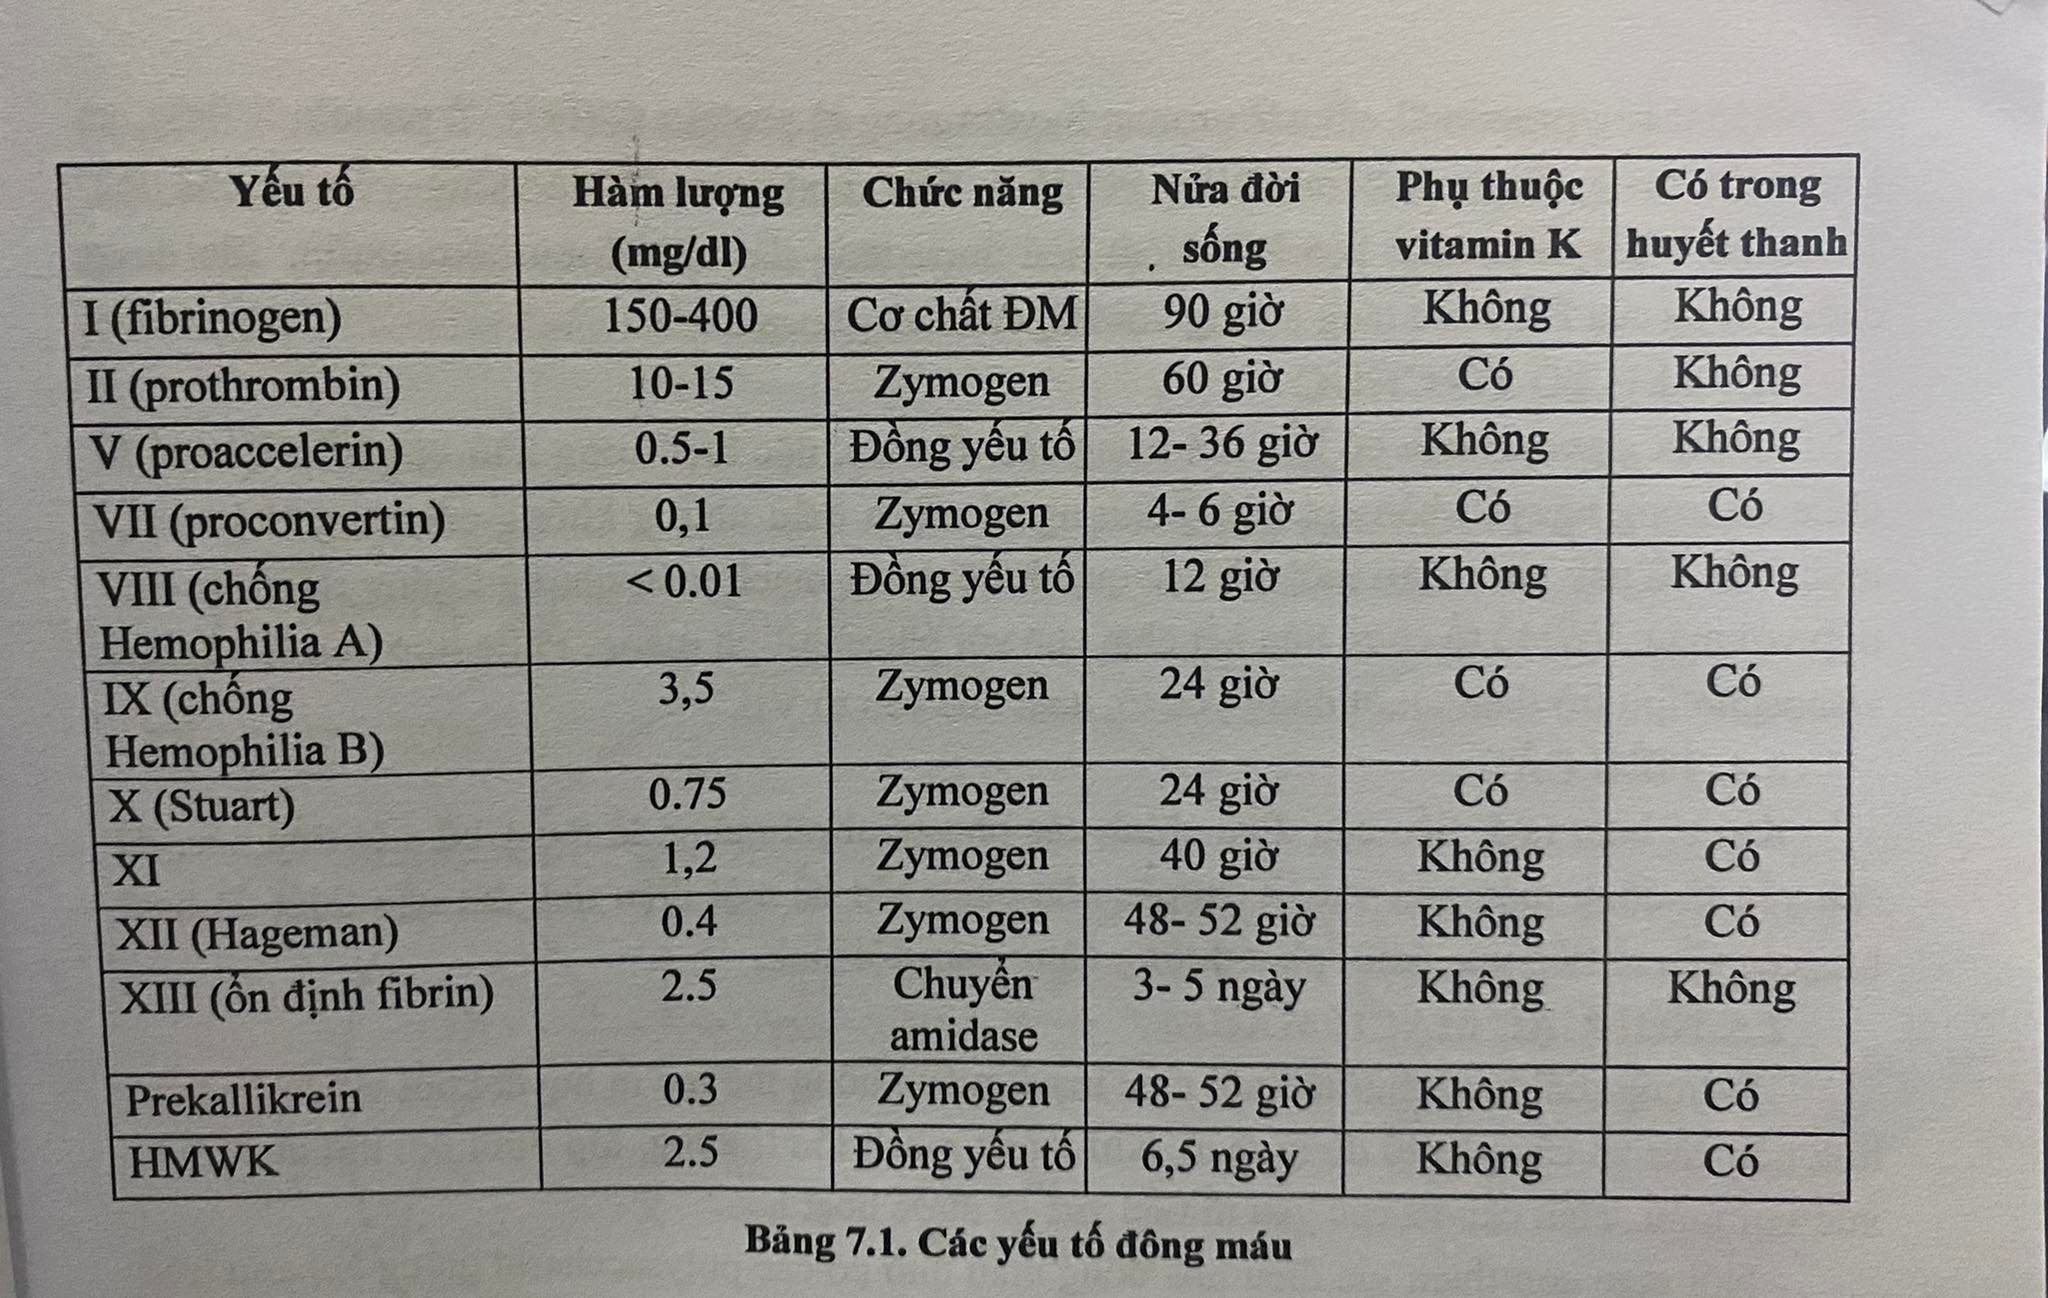 Yếu tố Hàm lượng (mg/dl) Chức năng Nửa đời sống Phụ thuộc vitamin K Có trong huyết thanh
I (fibrinogen) 150-400 Cơ chất ĐM 90 giờ Không Không
II (prothrombin) 10-15 Zymogen 60 giờ Có Không
V (proaccelerin) 0.5-1 Đồng yếu tố 12- 36 giờ Không Không
VII (proconvertin) 0,1 Zymogen 4- 6 giờ Có Có
VIII (chống Hemophilia A) < 0.01 Đồng yếu tố 12 giờ Không Không
IX (chống Hemophilia B) 3,5 Zymogen 24 giờ Có Có
X (Stuart) 0.75 Zymogen 24 giờ Có Có
XI 1,2 Zymogen 40 giờ Không Có
XII (Hageman) 0.4 Zymogen 48- 52 giờ Không Có
XIII (ổn định fibrin) 2.5 Chuyển amidase 3- 5 ngày Không Không
Prekallikrein 0.3 Zymogen 48- 52 giờ Không Có
HMWK 2.5 Đồng yếu tố 6,5 ngày Không Có
Bảng 7.1. Các yếu tố đông máu